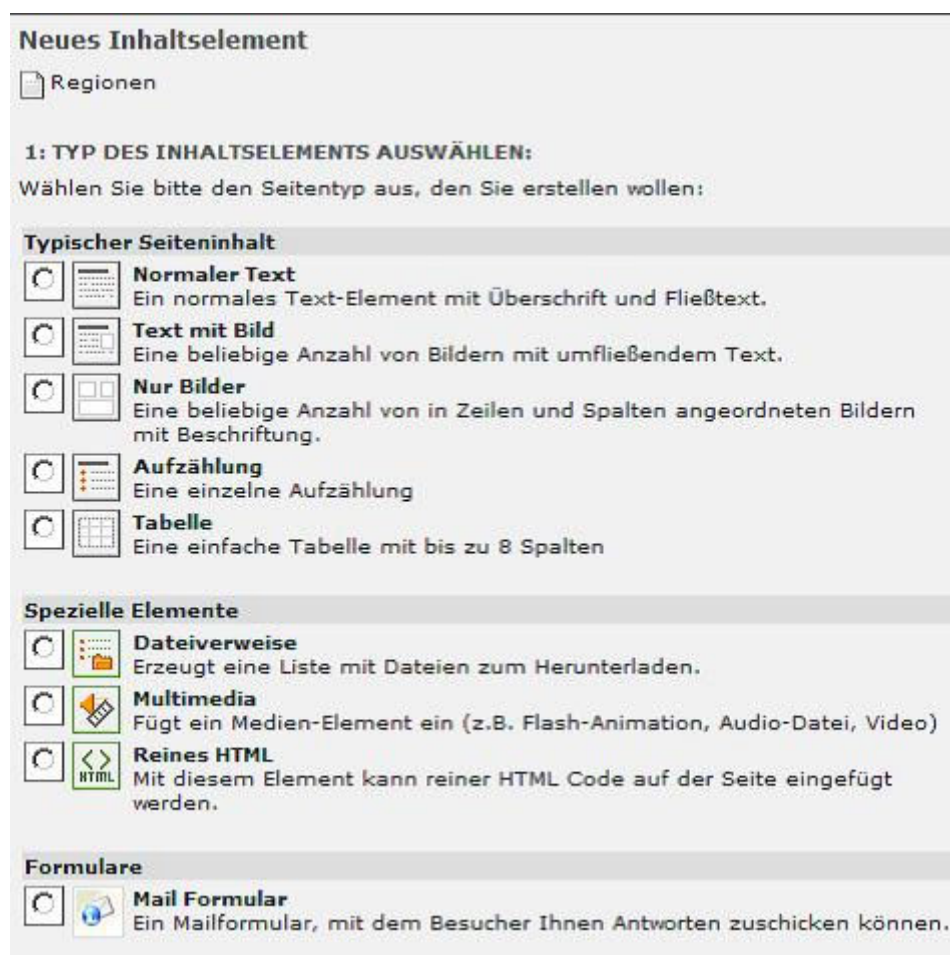 Neues Inhaltselement
Regionen
1: TYP DES INHALTSELEMENTS AUSWÄHLEN:
Wählen Sie bitte den Seitentyp aus, den Sie erstellen wollen:
Typischer Seiteninhalt
Normaler Text
Ein normales Text-Element mit Überschrift und Fließtext.
Text mit Bild
Eine beliebige Anzahl von Bildern mit umfließendem Text.
Nur Bilder
Eine beliebige Anzahl von in Zeilen und Spalten angeordneten Bildern
mit Beschriftung.
Aufzählung
Eine einzelne Aufzählung
Tabelle
Eine einfache Tabelle mit bis zu 8 Spalten
Spezielle Elemente
Dateiverweise
Erzeugt eine Liste mit Dateien zum Herunterladen.
Multimedia
Fügt ein Medien-Element ein (z.B. Flash-Animation, Audio-Datei, Video)
HTML
Reines HTML
Mit diesem Element kann reiner HTML Code auf der Seite eingefügt
werden.
Formulare
Mail Formular
Ein Mailformular, mit dem Besucher Ihnen Antworten zuschicken können.